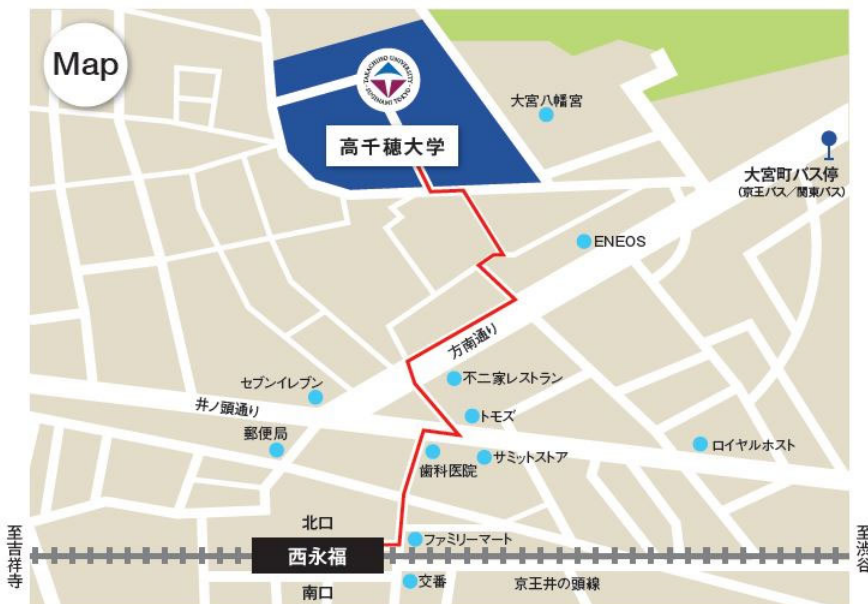 Map
TAKACHIHO UNIVERSITY
SUGINAMI TOKYO
高千穂大学
大宮八幡宮
大宮町バス停
(京王バス/関東バス)
ENEOS
方南通り
不二家レストラン
セブンイレブン
井ノ頭通り
トモズ
郵便局
ロイヤルホスト
サミットストア
歯科医院
北口
ファミリーマート
至吉祥寺
西永福
至渋谷
交番
京王井の頭線
南口